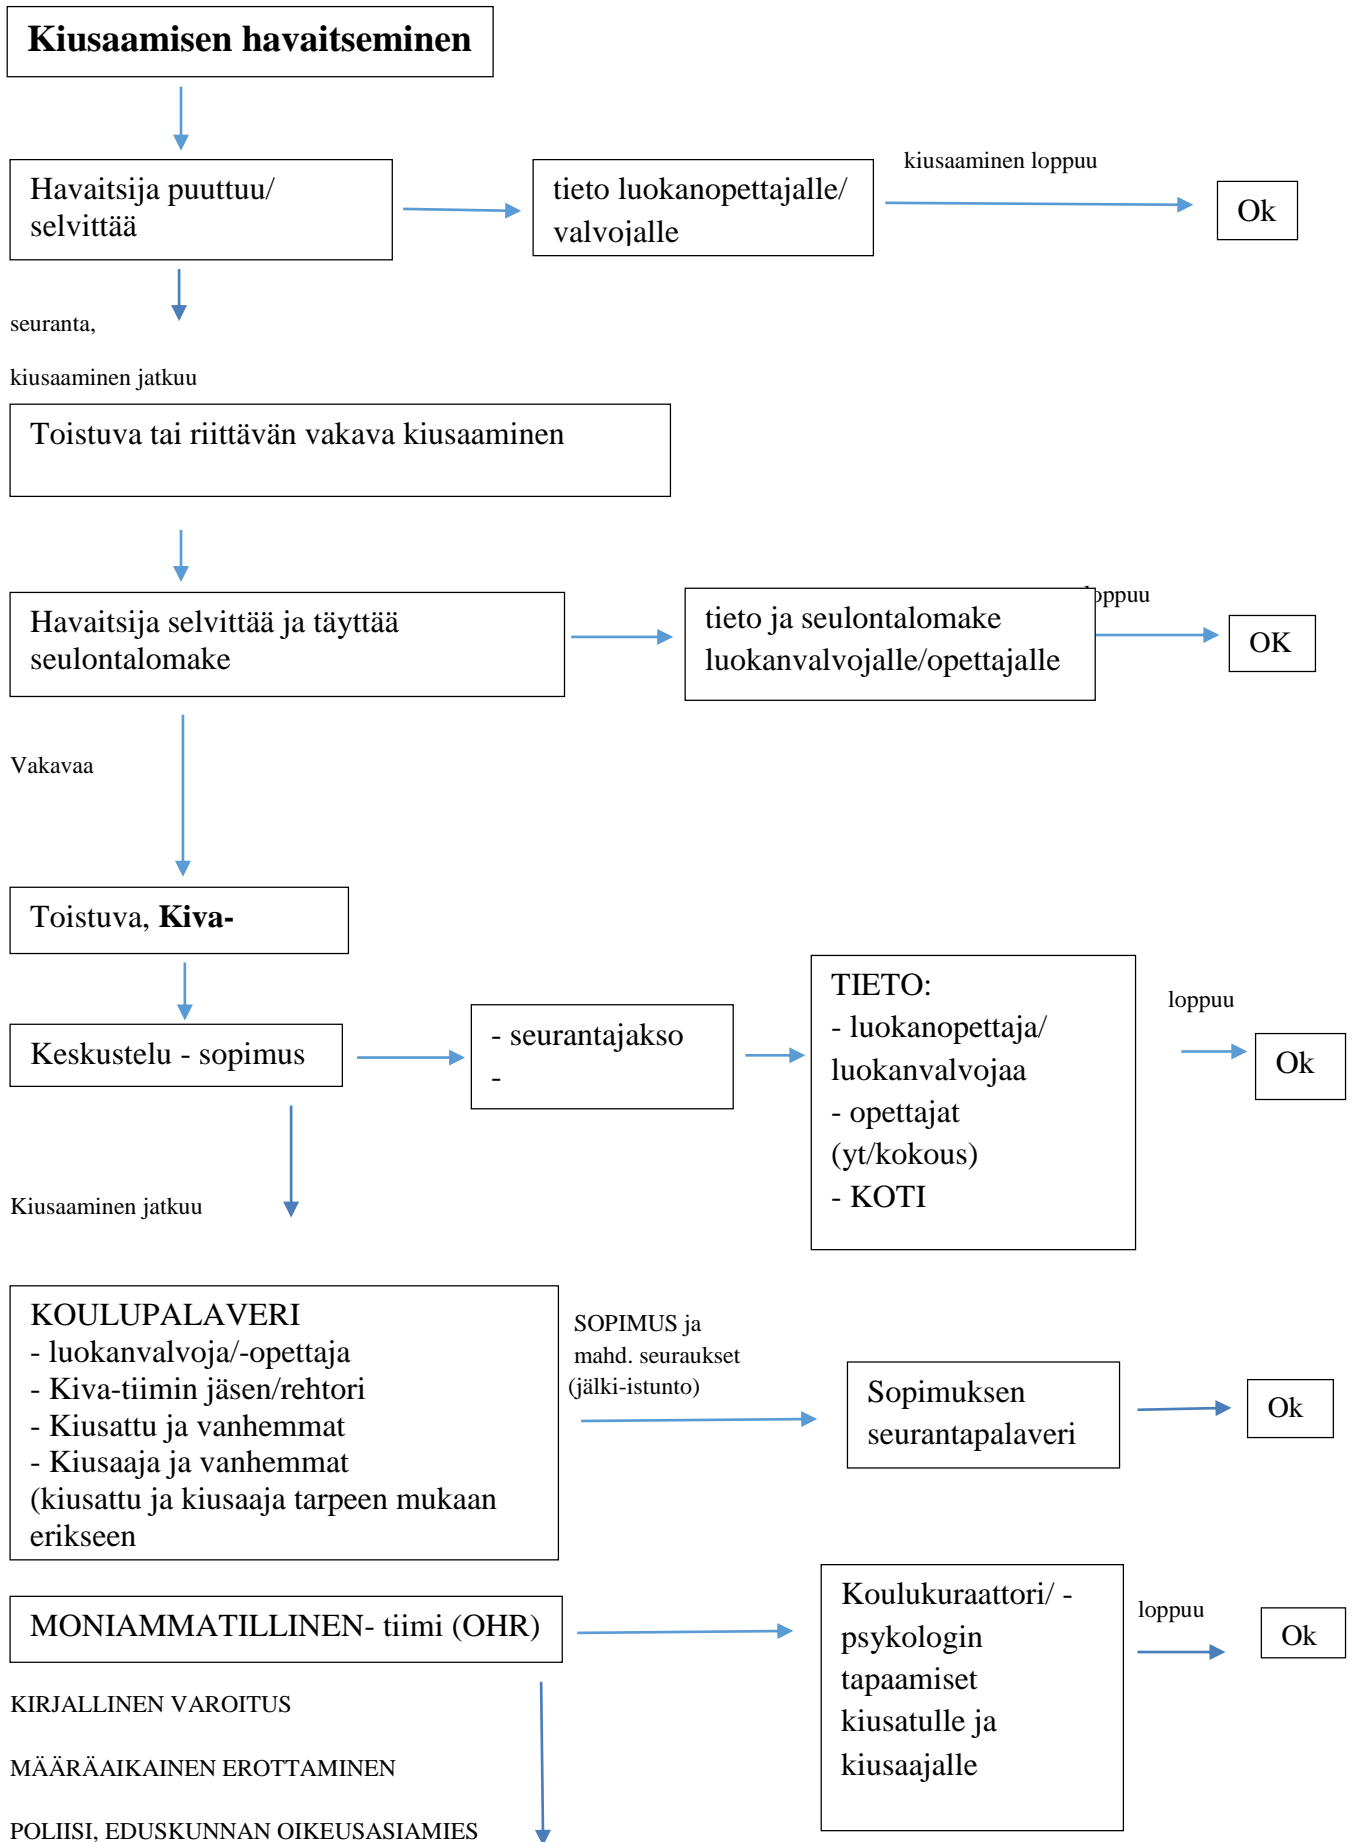 Kiusaamisen havaitseminen
Havaitsija puuttuu/
selvittää
tieto luokanopettajalle/
valvojalle
kiusaaminen loppuu
Ok
seuranta,
kiusaaminen jatkuu
Toistuva tai riittävän vakava kiusaaminen
Havaitsija selvittää ja täyttää
seulontalomake
tieto ja seulontalomake
luokanvalvojalle/opettajalle
loppuu
OK
Vakavaa
Toistuva, Kiva-
Keskustelu - sopimus
- seurantajakso
-
TIETO:
- luokanopettaja/
luokanvalvojaa
- opettajat
(yt/kokous)
- KOTI
loppuu
Ok
Kiusaaminen jatkuu
KOULUPALAVERI
- luokanvalvoja/-opettaja
- Kiva-tiimin jäsen/rehtori
- Kiusattu ja vanhemmat
- Kiusaaja ja vanhemmat
(kiusattu ja kiusaaja tarpeen mukaan
erikseen
SOPIMUS ja
mahd. seuraukset
(jälki-istunto)
Sopimuksen
seurantapalaveri
Ok
MONIAMMATILLINEN- tiimi (OHR)
Koulukuraattori/ -
psykologin
tapaamiset
kiusatulle ja
kiusaajalle
loppuu
Ok
KIRJALLINEN VAROITUS
MÄÄRÄAIKAINEN EROTTAMINEN
POLIISI, EDUSKUNNAN OIKEUSASIAMIES